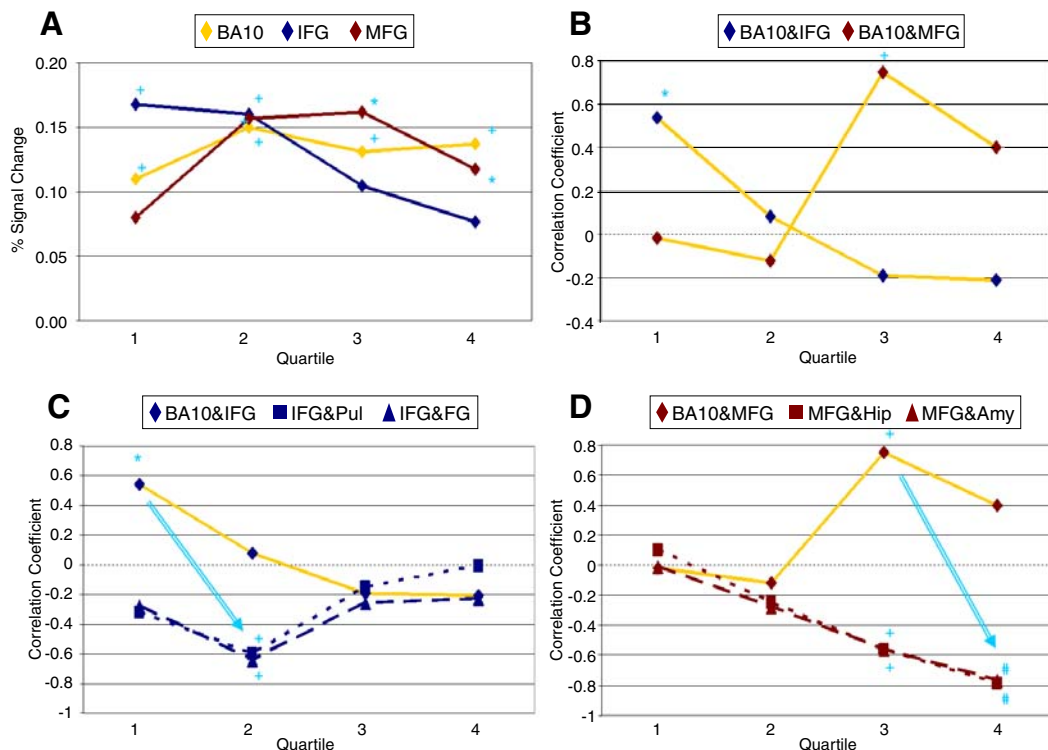 A
BA10 IFG MFG
% Signal Change
0.20
0.15
0.10
0.05
0.00
+ + * * +
+ + + *
1 2 3 4
Quartile
B
BA10&IFG BA10&MFG
Correlation Coefficient
0.8
0.6
0.4
0.2
0
-0.2
-0.4
* +
1 2 3 4
Quartile
C
BA10&IFG IFG&Pul IFG&FG
Correlation Coefficient
0.8
0.6
0.4
0.2
0
-0.2
-0.4
-0.6
-0.8
-1
*
+
+
1 2 3 4
Quartile
D
BA10&MFG MFG&Hip MFG&Amy
Correlation Coefficient
0.8
0.6
0.4
0.2
0
-0.2
-0.4
-0.6
-0.8
-1
+
+
+
#
#
1 2 3 4
Quartile